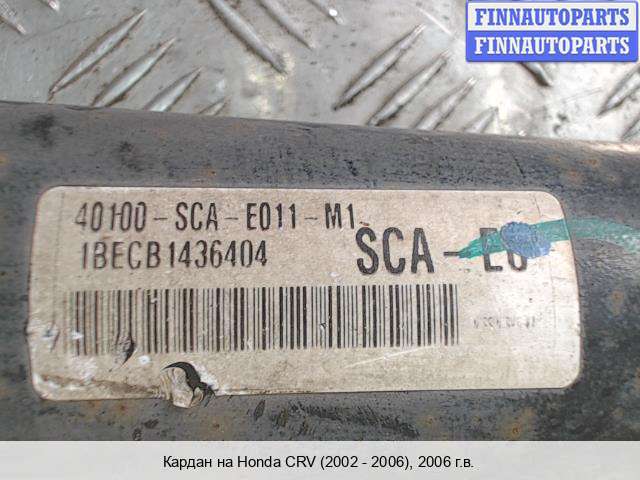 FINNAUTOPARTS
FINNAUTOPARTS
40100-SCA-E011-M1
1BECB1436404
SCA-E0
Кардан на Honda CRV (2002 - 2006), 2006 г.в.